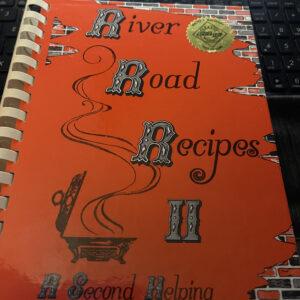 River
Road
Recipes
II
A Second Helping